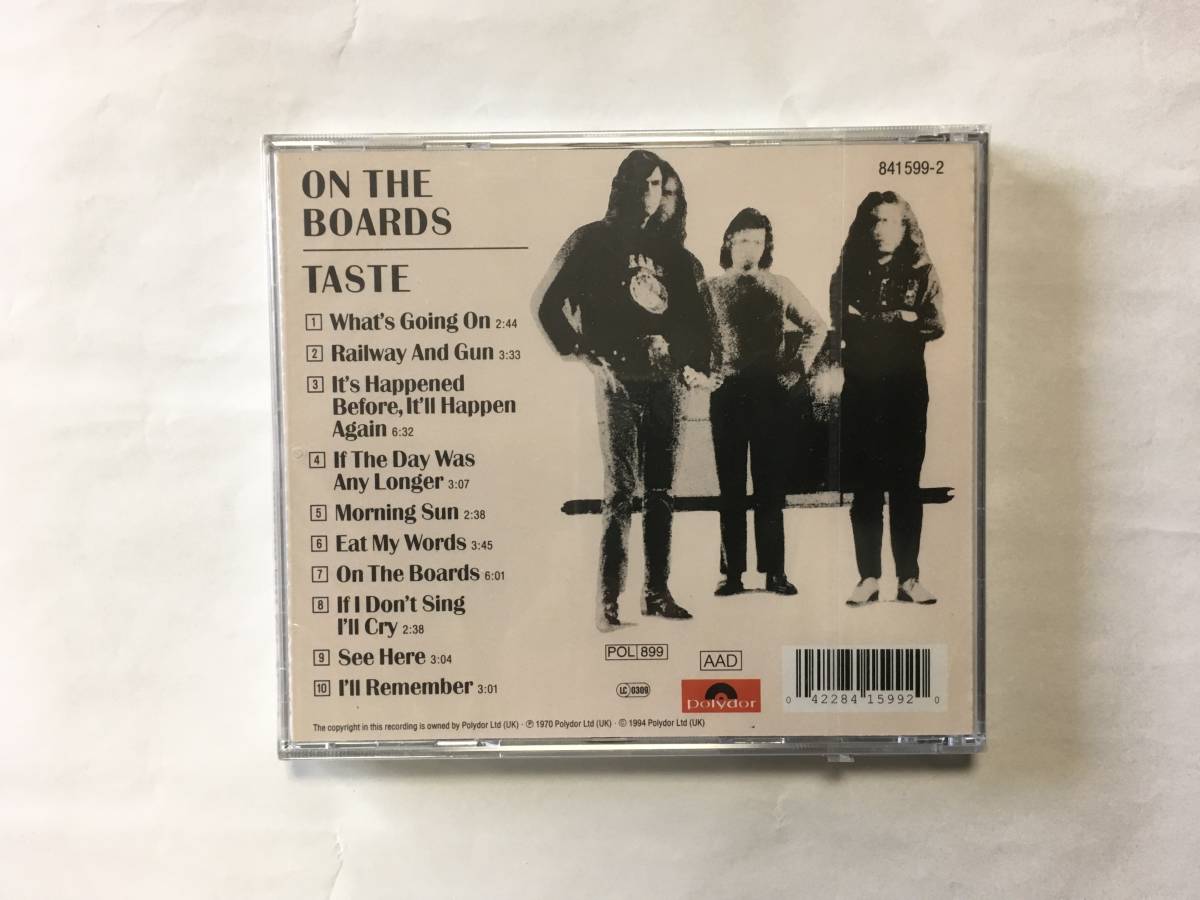 ON THE
BOARDS
TASTE
1 What's Going On 2:44
2 Railway And Gun 3:33
3 It's Happened
Before, It'll Happen
Again 6:32
4 If The Day Was
Any Longer 3:07
5 Morning Sun 2:38
6 Eat My Words 3:45
7 On The Boards 6:01
8 If I Don't Sing
I'll Cry 2:38
9 See Here 3:04
10 I'll Remember 3:01
The copyright in this recording is owned by Polydor Ltd (UK) · ℗ 1970 Polydor Ltd (UK) · © 1994 Polydor Ltd (UK)
841 599-2
POL 899
AAD
LC 0309
polydor
0 42284 15992 0